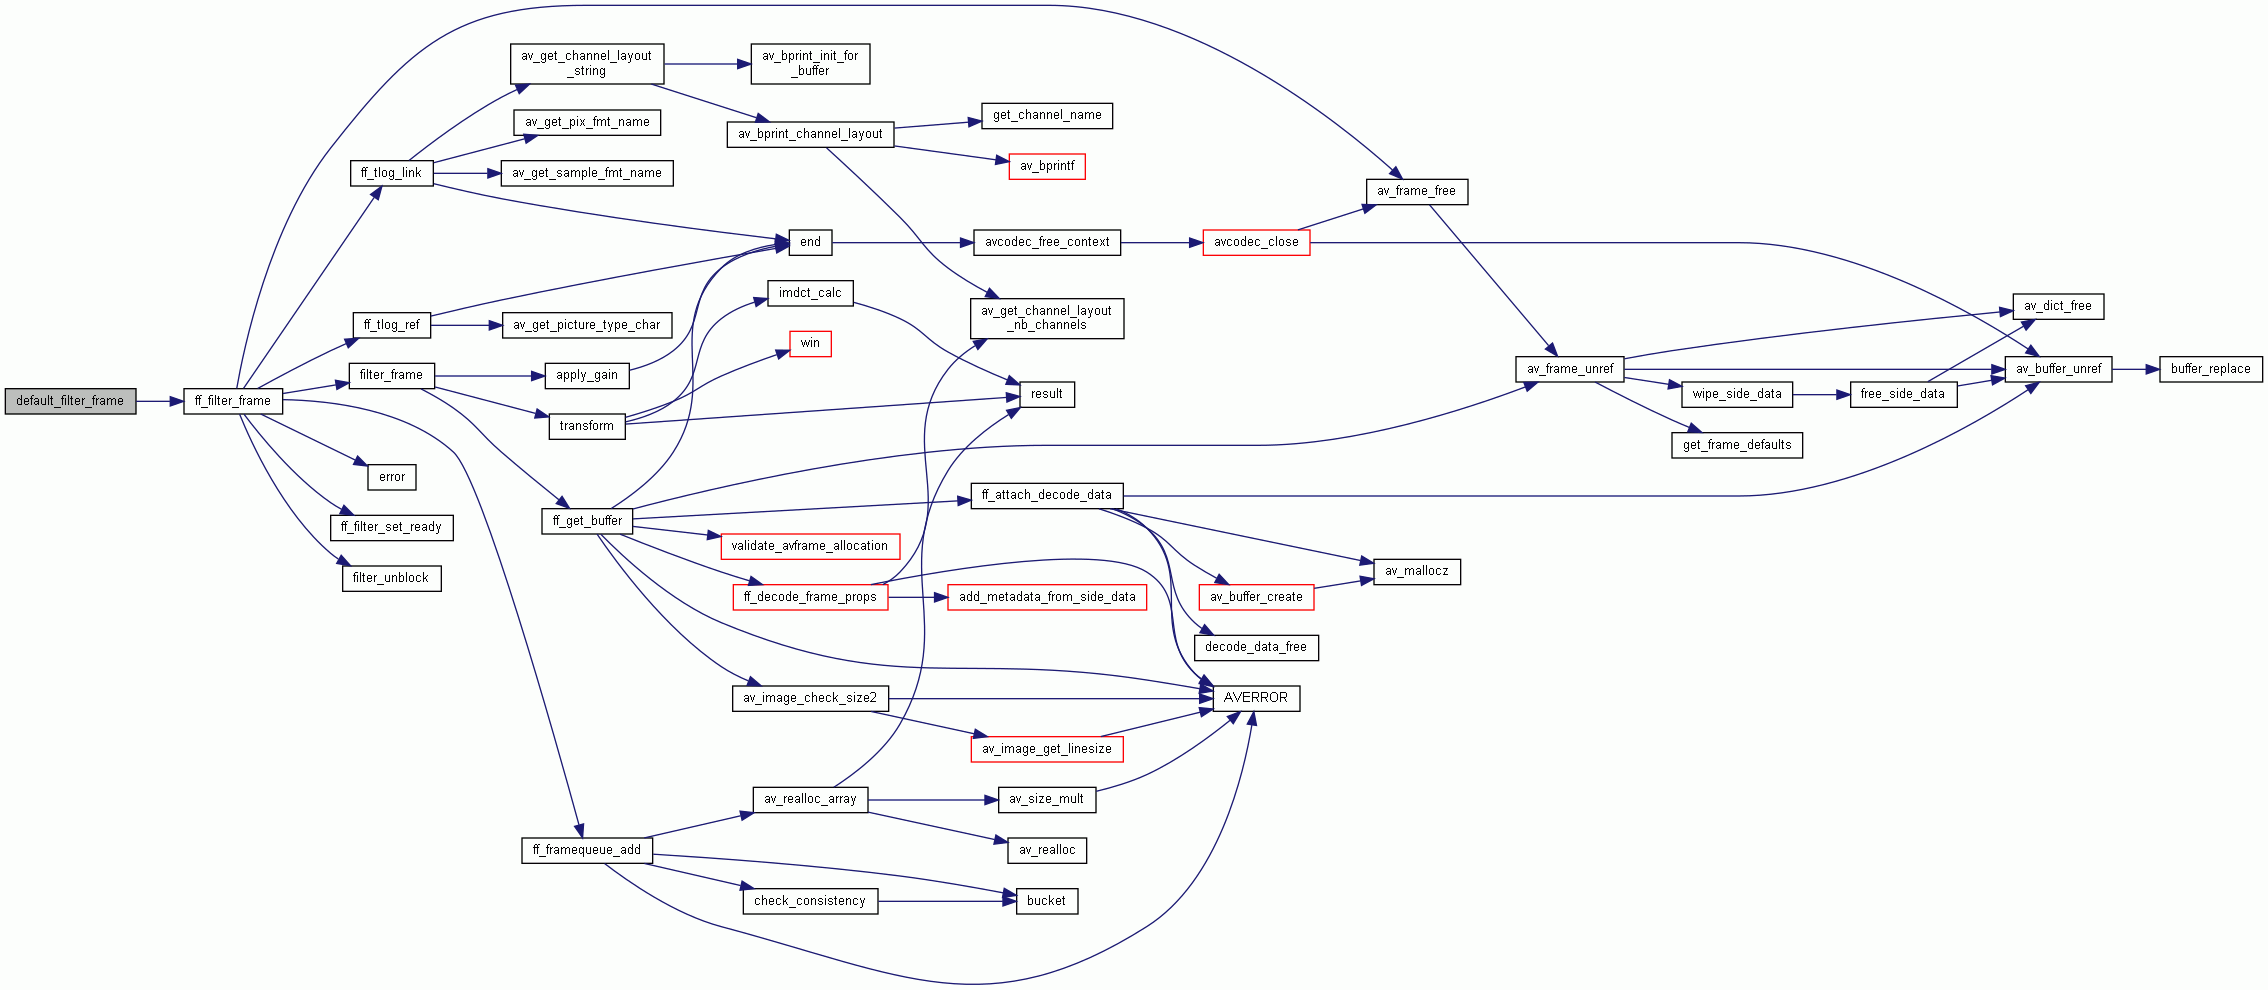 default_filter_frame
ff_filter_frame
ff_tlog_link
ff_tlog_ref
filter_frame
error
ff_filter_set_ready
filter_unblock
av_get_channel_layout
_string
av_get_pix_fmt_name
av_get_sample_fmt_name
av_get_picture_type_char
apply_gain
transform
ff_get_buffer
ff_framequeue_add
av_bprint_init_for
_buffer
av_bprint_channel_layout
end
imdct_calc
win
validate_avframe_allocation
ff_decode_frame_props
av_image_check_size2
av_realloc_array
check_consistency
get_channel_name
av_bprintf
avcodec_free_context
av_get_channel_layout
_nb_channels
result
ff_attach_decode_data
add_metadata_from_side_data
av_image_get_linesize
av_size_mult
av_realloc
bucket
avcodec_close
av_buffer_create
decode_data_free
AVERROR
av_frame_free
av_mallocz
av_frame_unref
wipe_side_data
get_frame_defaults
free_side_data
av_dict_free
av_buffer_unref
buffer_replace